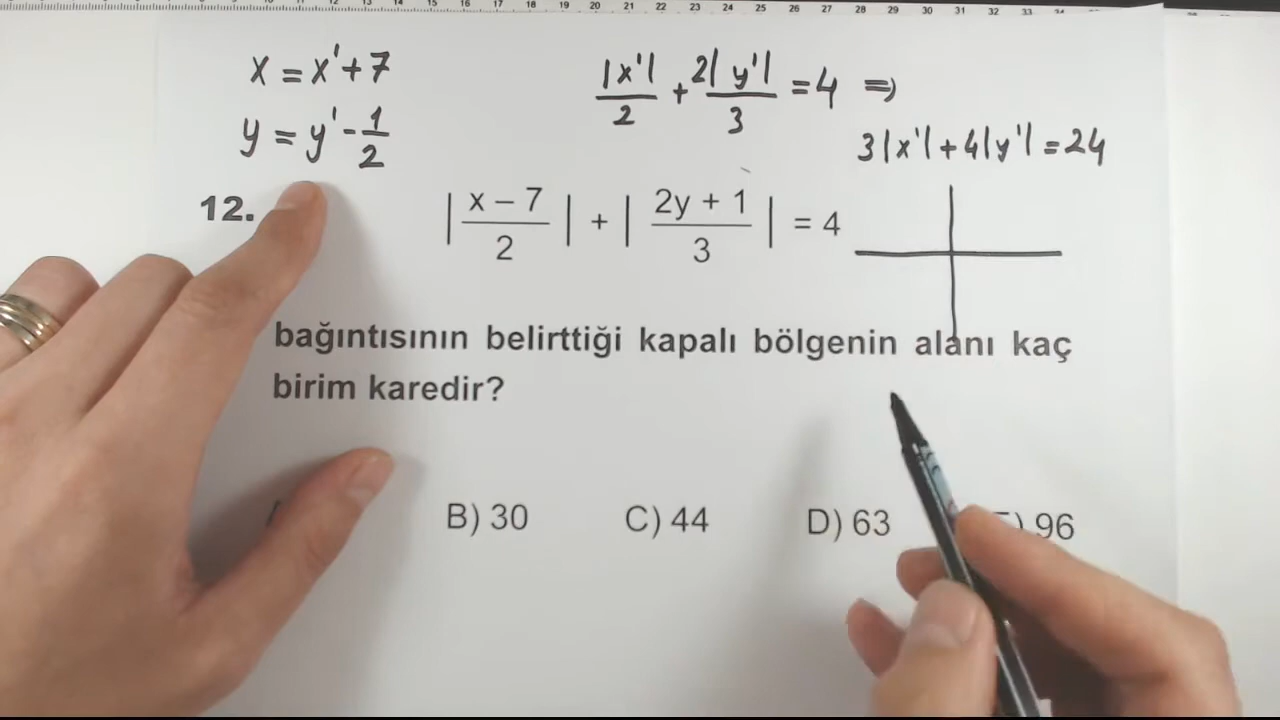 x = x' + 7
|x'|/2 + 2|y'|/3 = 4 ⇒
y = y' - 1/2
3|x'| + 4|y'| = 24
12. |x – 7 / 2| + |2y + 1 / 3| = 4
bağıntısının belirttiği kapalı bölgenin alanı kaç
birim karedir?
B) 30 C) 44 D) 63 96